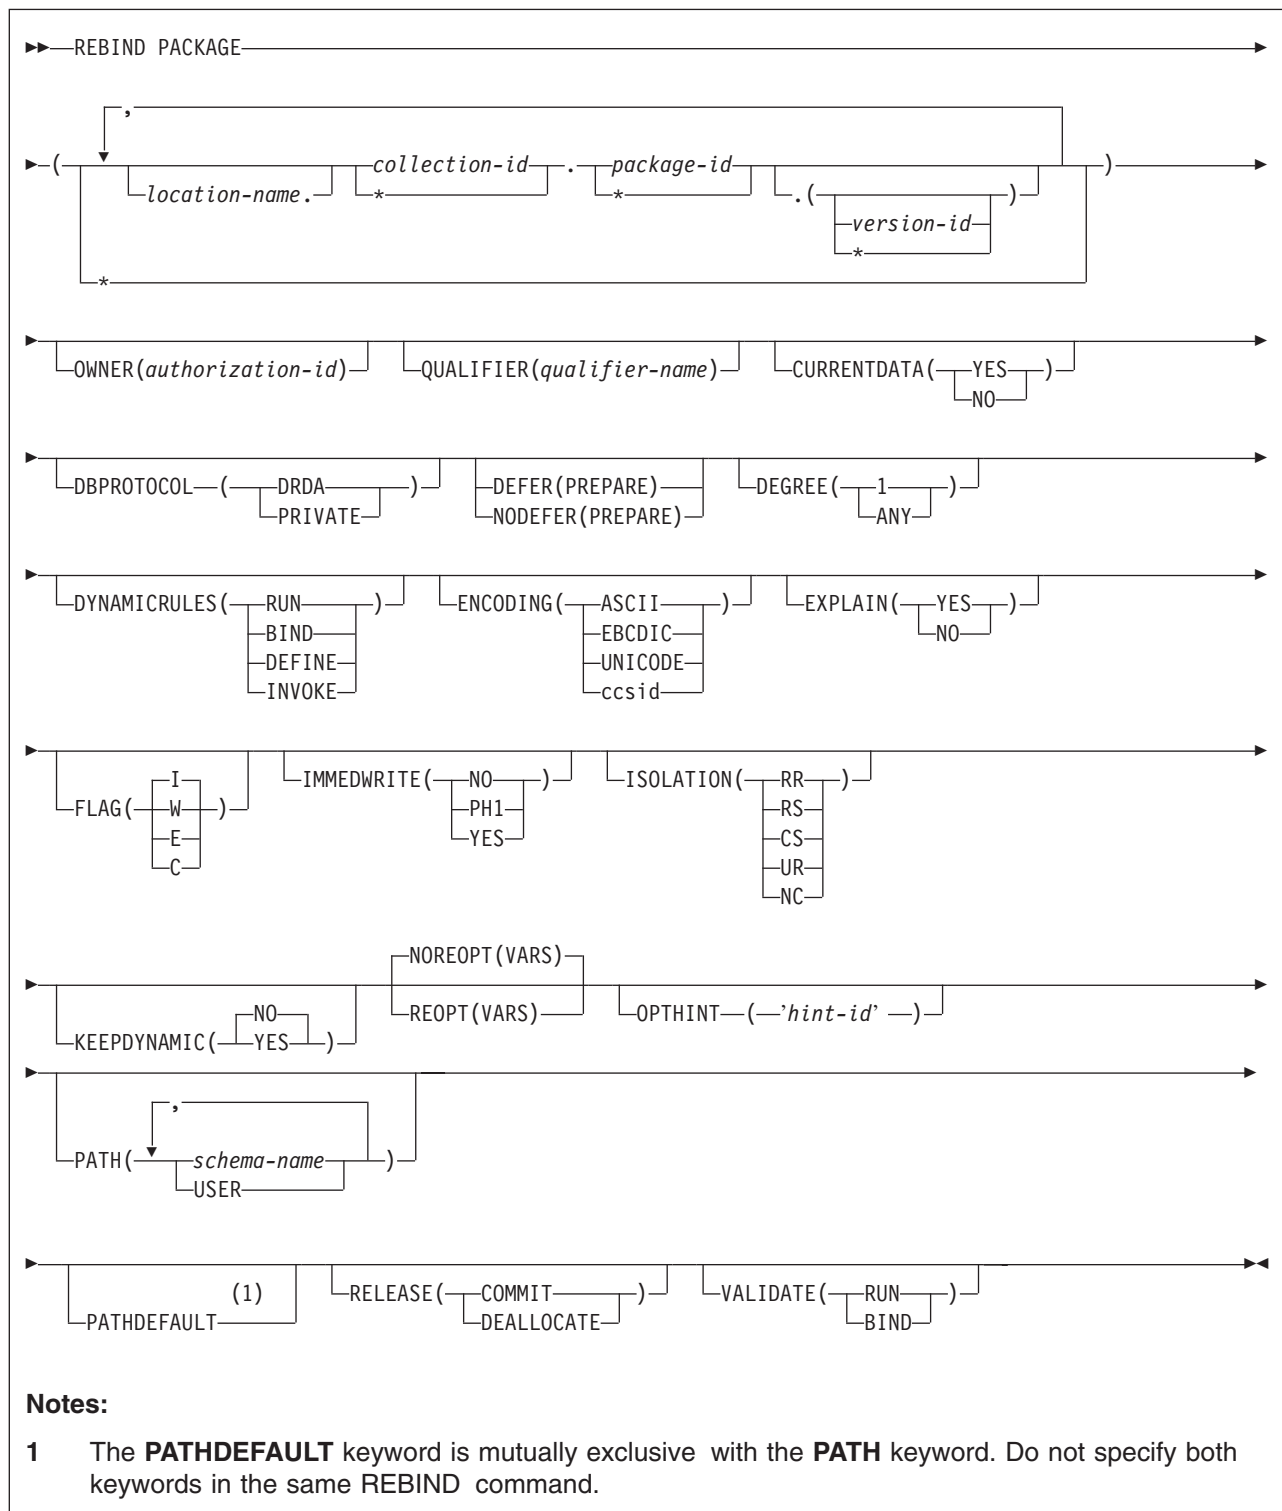 REBIND PACKAGE
,
( collection-id . package-id )
location-name. * * .( )
version-id
*
*
OWNER(authorization-id) QUALIFIER(qualifier-name) CURRENTDATA( YES )
NO
DBPROTOCOL ( DRDA ) DEFER(PREPARE) DEGREE( 1 )
PRIVATE NODEFER(PREPARE) ANY
DYNAMICRULES( RUN ) ENCODING( ASCII ) EXPLAIN( YES )
BIND EBCDIC NO
DEFINE UNICODE
INVOKE ccsid
I IMMEDWRITE( NO ) ISOLATION( RR )
FLAG( W ) PH1 RS
E YES CS
C UR
NC
NOREOPT(VARS)
NO REOPT(VARS) OPTHINT ( 'hint-id' )
KEEPDYNAMIC( YES )
,
PATH( schema-name )
USER
(1) RELEASE( COMMIT ) VALIDATE( RUN )
PATHDEFAULT DEALLOCATE BIND
Notes:
1 The PATHDEFAULT keyword is mutually exclusive with the PATH keyword. Do not specify both
keywords in the same REBIND command.